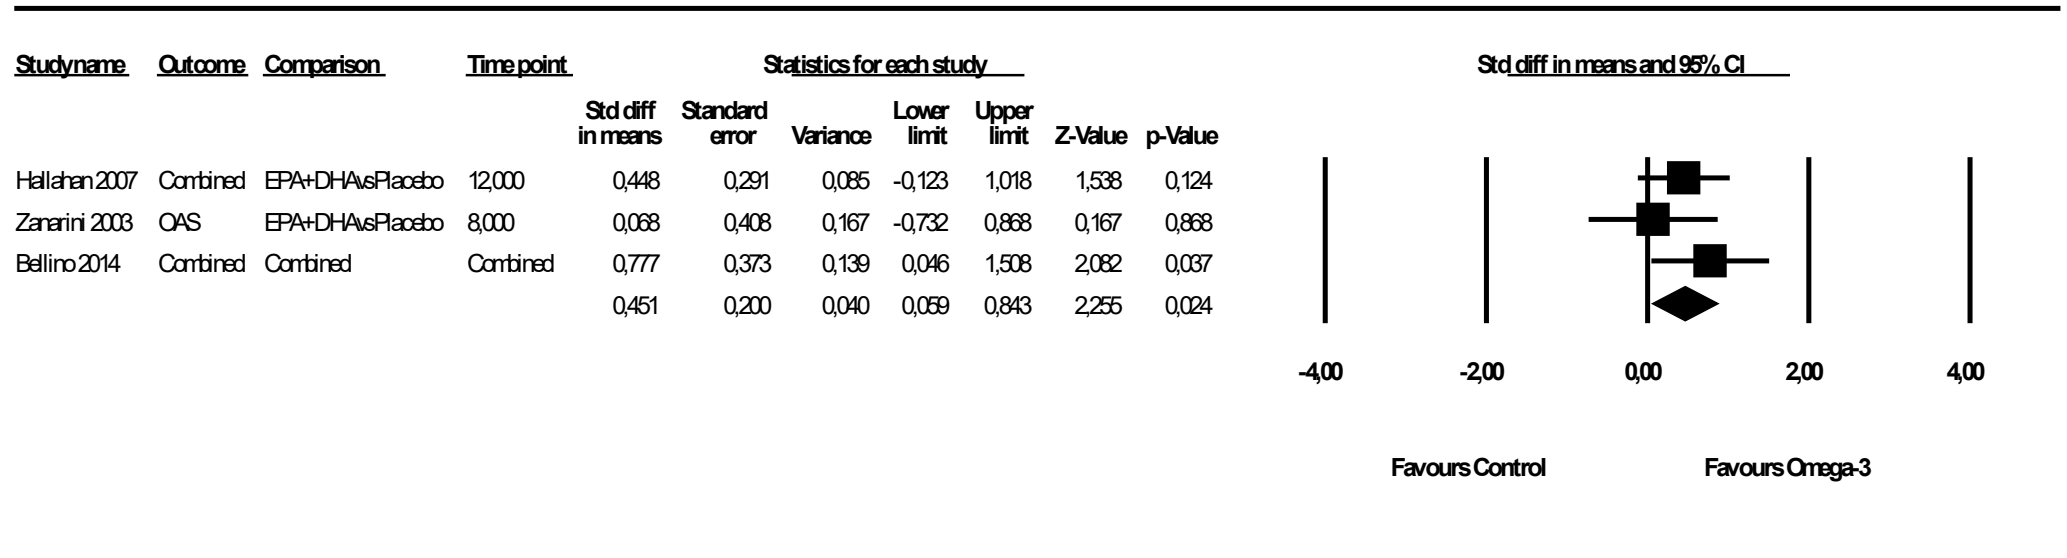 Study name Outcome Comparison Time point Statistics for each study Std diff in means and 95% CI
Std diff in means Standard error Variance Lower limit Upper limit Z-Value p-Value
Hallahan 2007 Combined EPA+DHAvsPlacebo 12,000 0,448 0,291 0,085 -0,123 1,018 1,538 0,124
Zanarini 2003 OAS EPA+DHAvsPlacebo 8,000 0,068 0,408 0,167 -0,732 0,868 0,167 0,868
Bellino 2014 Combined Combined Combined 0,777 0,373 0,139 0,046 1,508 2,082 0,037
0,451 0,200 0,040 0,059 0,843 2,255 0,024
-4,00 -2,00 0,00 2,00 4,00
Favours Control Favours Omega-3